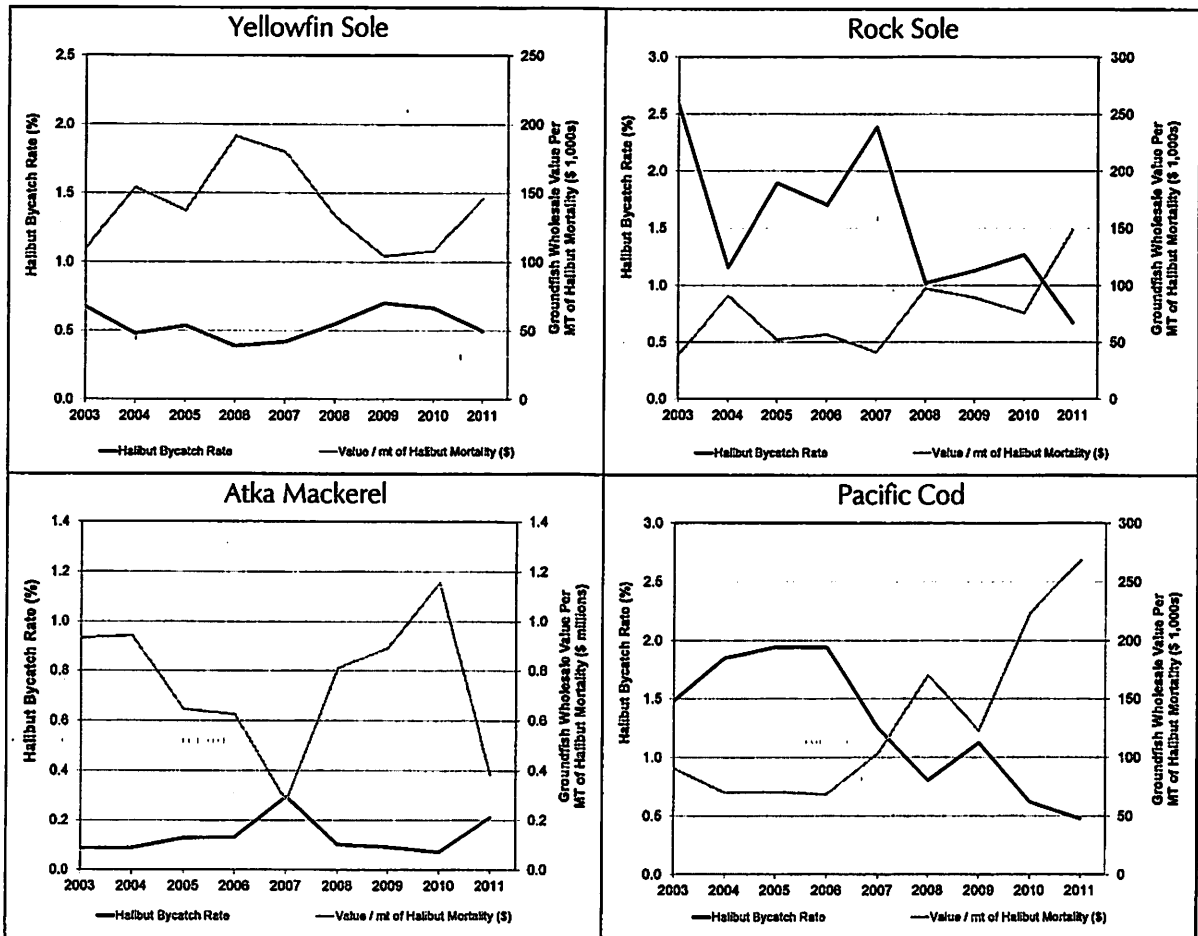 Yellowfin Sole
Halibut Bycatch Rate (%)
2.5
2.0
1.5
1.0
0.5
0.0
250
200
150
100
50
0
Groundfish Wholesale Value Per
MT of Halibut Mortality ($ 1,000s)
2003 2004 2005 2006 2007 2008 2009 2010 2011
Halibut Bycatch Rate Value / mt of Halibut Mortality ($)
Rock Sole
Halibut Bycatch Rate (%)
3.0
2.5
2.0
1.5
1.0
0.5
0.0
300
250
200
150
100
50
0
Groundfish Wholesale Value Per
MT of Halibut Mortality ($ 1,000s)
2003 2004 2005 2006 2007 2008 2009 2010 2011
Halibut Bycatch Rate Value / mt of Halibut Mortality ($)
Atka Mackerel
Halibut Bycatch Rate (%)
1.4
1.2
1.0
0.8
0.6
0.4
0.2
0.0
1.4
1.2
1.0
0.8
0.6
0.4
0.2
0.0
Groundfish Wholesale Value Per
MT of Halibut Mortality ($ millions)
2003 2004 2005 2006 2007 2008 2009 2010 2011
Halibut Bycatch Rate Value / mt of Halibut Mortality ($)
Pacific Cod
Halibut Bycatch Rate (%)
3.0
2.5
2.0
1.5
1.0
0.5
0.0
300
250
200
150
100
50
0
Groundfish Wholesale Value Per
MT of Halibut Mortality ($ 1,000s)
2003 2004 2005 2006 2007 2008 2009 2010 2011
Halibut Bycatch Rate Value / mt of Halibut Mortality ($)